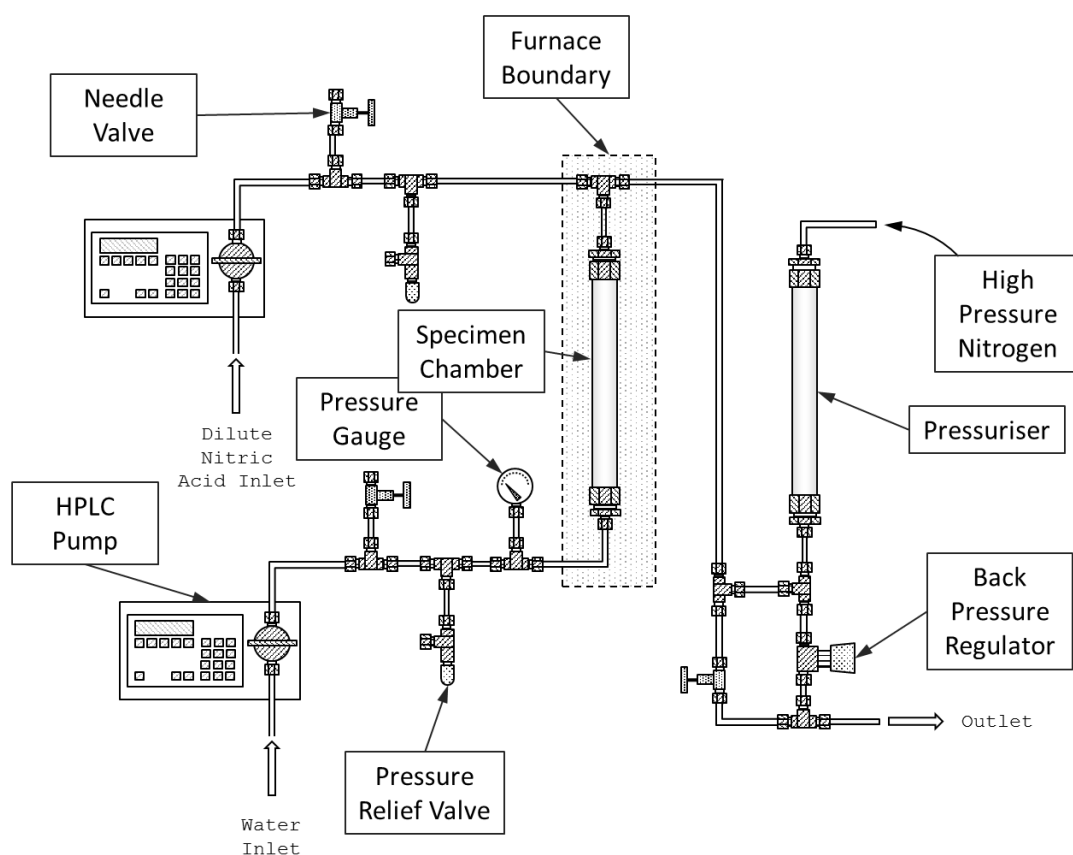 Furnace
Boundary
Needle
Valve
High
Pressure
Nitrogen
Specimen
Chamber
Pressure
Gauge
Pressuriser
Dilute
Nitric
Acid Inlet
HPLC
Pump
Back
Pressure
Regulator
Outlet
Pressure
Relief Valve
Water
Inlet